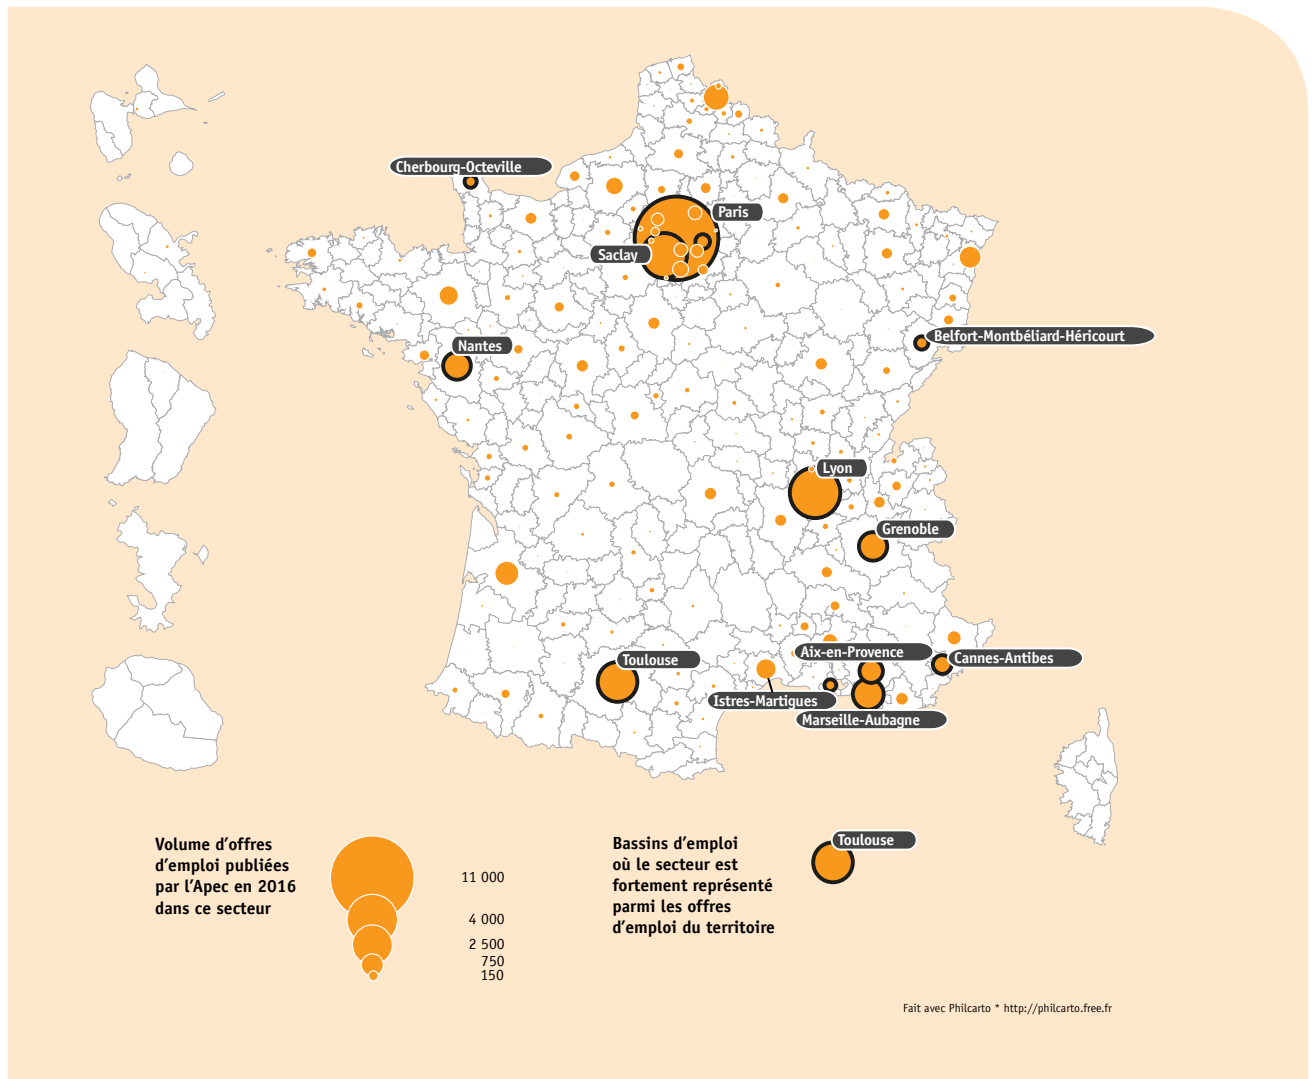 Cherbourg-Octeville
Paris
Saclay
Belfort-Montbéliard-Héricourt
Nantes
Lyon
Grenoble
Aix-en-Provence
Cannes-Antibes
Toulouse
Istres-Martigues
Marseille-Aubagne
Volume d'offres
d'emploi publiées
par l'Apec en 2016
dans ce secteur
11 000
4 000
2 500
750
150
Bassins d'emploi
où le secteur est
fortement représenté
parmi les offres
d'emploi du territoire
Toulouse
Fait avec Philcarto * http://philcarto.free.fr